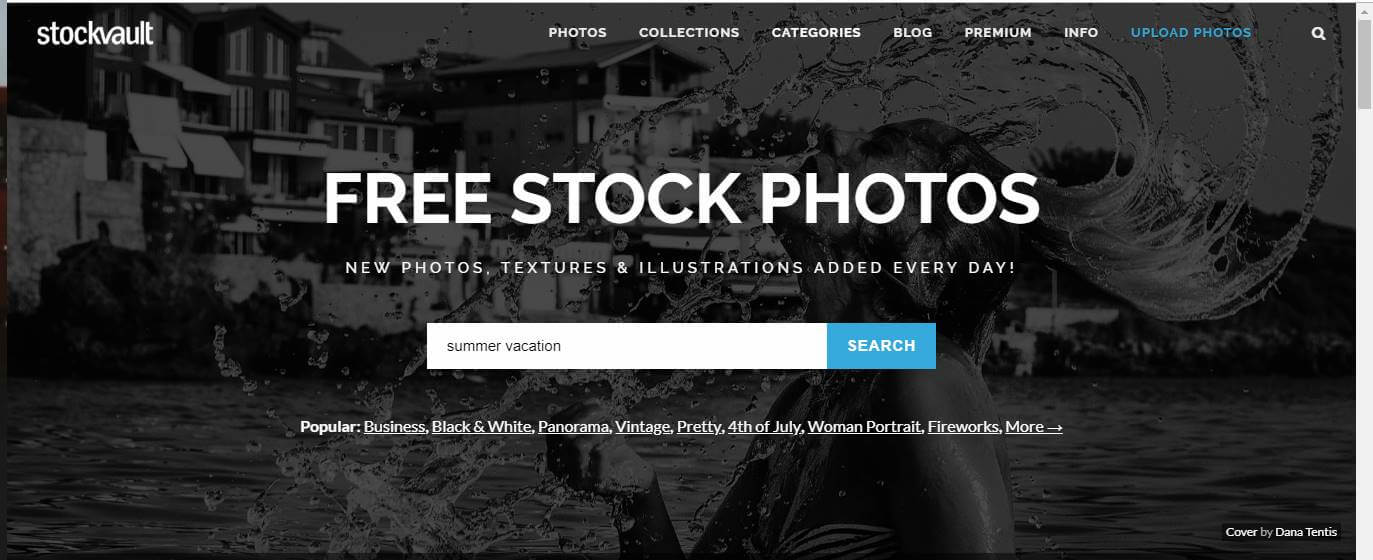 stockvault
PHOTOS COLLECTIONS CATEGORIES BLOG PREMIUM INFO UPLOAD PHOTOS
FREE STOCK PHOTOS
NEW PHOTOS, TEXTURES & ILLUSTRATIONS ADDED EVERY DAY!
summer vacation SEARCH
Popular: Business, Black & White, Panorama, Vintage, Pretty, 4th of July, Woman Portrait, Fireworks, More →
Cover by Dana Tentis